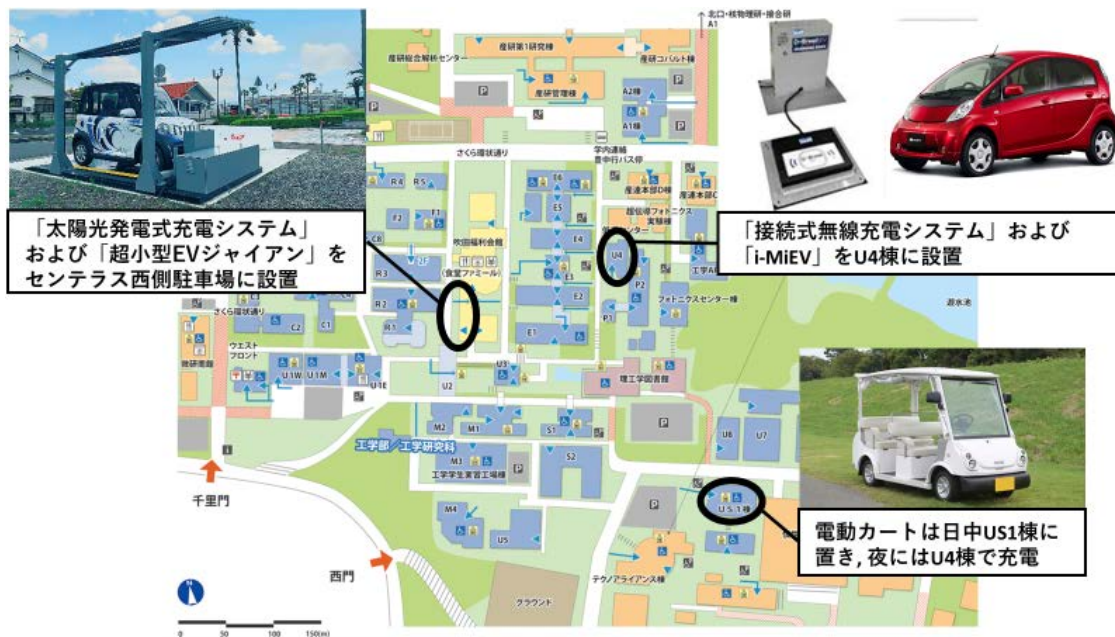 北口・核物理研・接合研
A1
産研総合解析センター
産研第1研究棟
産研コバルト棟
産研管理棟
A2棟
A1棟
さくら環状通り
学内連絡
豊中行バス停
「太陽光発電式充電システム」
および「超小型EVジャイアン」を
センテラス西側駐車場に設置
「接続式無線充電システム」および
「i-MiEV」をU4棟に設置
R4
R5
F2
F1
2F
C8
R3
R2
R1
吹田福利会館
(食堂ファミール)
E6
E5
E4
E3
E2
E1
産連本部D棟
超伝導フォトニクス
実験棟
U4
P2
P1
フォトニクスセンター棟
遊水池
さくら環状通り
C2
C1
ウエスト
フロント
U1W
U1M
U1E
U2
U3
理工学図書館
M2
M1
S1
工学部/工学研究科
M3
工学学生実習工場棟
S2
U6
U7
M4
US
US1棟
千里門
西門
テクノアライアンス棟
グラウンド
電動カートは日中US1棟に
置き, 夜にはU4棟で充電
N
0 50 100 150(m)